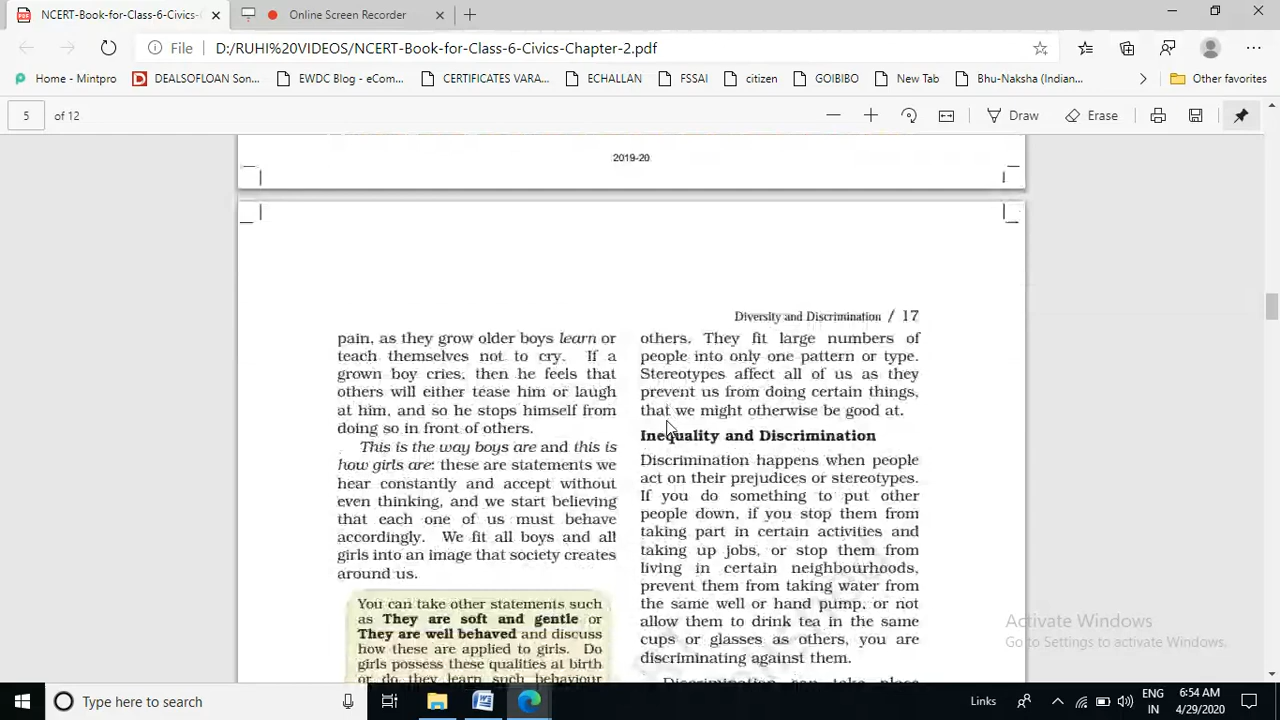 NCERT-Book-for-Class-6-Civics-
Online Screen Recorder
File
D:/RUHI%20VIDEOS/NCERT-Book-for-Class-6-Civics-Chapter-2.pdf
Home - Mintpro
DEALSOFLOAN Son...
EWDC Blog - eCom...
CERTIFICATES VARA...
ECHALLAN
FSSAI
citizen
GOIBIBO
New Tab
Bhu-Naksha (Indian...
Other favorites
5 of 12
Draw
Erase
2019-20
Diversity and Discrimination / 17
pain, as they grow older boys learn or
teach themselves not to cry. If a
grown boy cries, then he feels that
others will either tease him or laugh
at him, and so he stops himself from
doing so in front of others.
This is the way boys are and this is
how girls are: these are statements we
hear constantly and accept without
even thinking, and we start believing
that each one of us must behave
accordingly. We fit all boys and all
girls into an image that society creates
around us.
You can take other statements such
as They are soft and gentle or
They are well behaved and discuss
how these are applied to girls. Do
girls possess these qualities at birth
or do they learn such behaviour
others. They fit large numbers of
people into only one pattern or type.
Stereotypes affect all of us as they
prevent us from doing certain things,
that we might otherwise be good at.
Inequality and Discrimination
Discrimination happens when people
act on their prejudices or stereotypes.
If you do something to put other
people down, if you stop them from
taking part in certain activities and
taking up jobs, or stop them from
living in certain neighbourhoods,
prevent them from taking water from
the same well or hand pump, or not
allow them to drink tea in the same
cups or glasses as others, you are
discriminating against them.
Discrimination can take place
Activate Windows
Go to Settings to activate Windows.
Type here to search
Links
ENG
IN
6:54 AM
4/29/2020